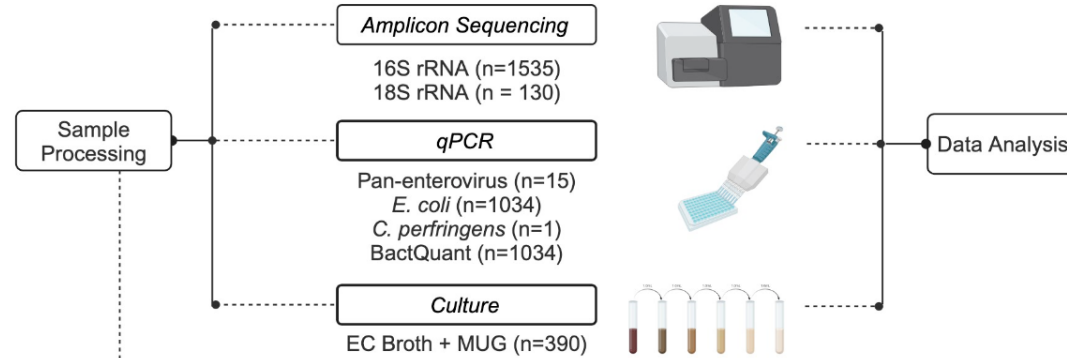 Sample
Processing
Amplicon Sequencing
16S rRNA (n=1535)
18S rRNA (n = 130)
qPCR
Pan-enterovirus (n=15)
E. coli (n=1034)
C. perfringens (n=1)
BactQuant (n=1034)
Culture
EC Broth + MUG (n=390)
Data Analysis